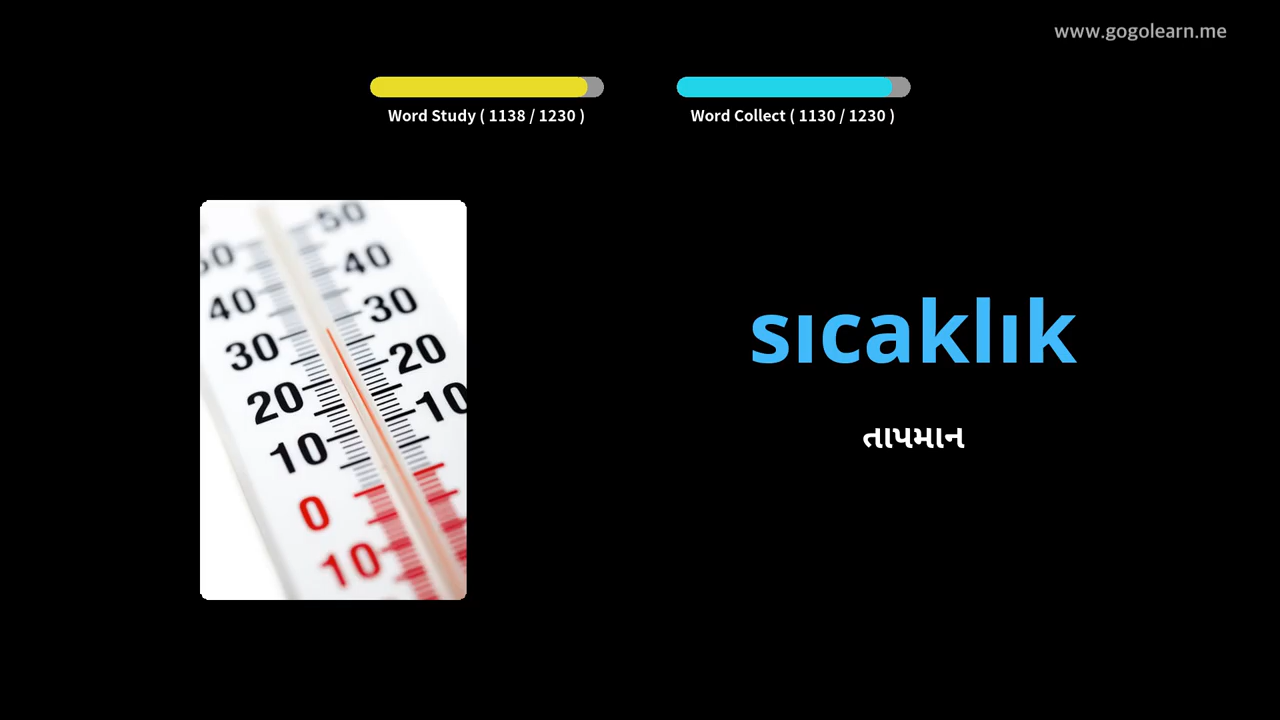 www.gogolearn.me
Word Study ( 1138 / 1230 )
Word Collect ( 1130 / 1230 )
50
50
40
40
30
30
20
20
10
10
0
10
sıcaklık
તાપમાન